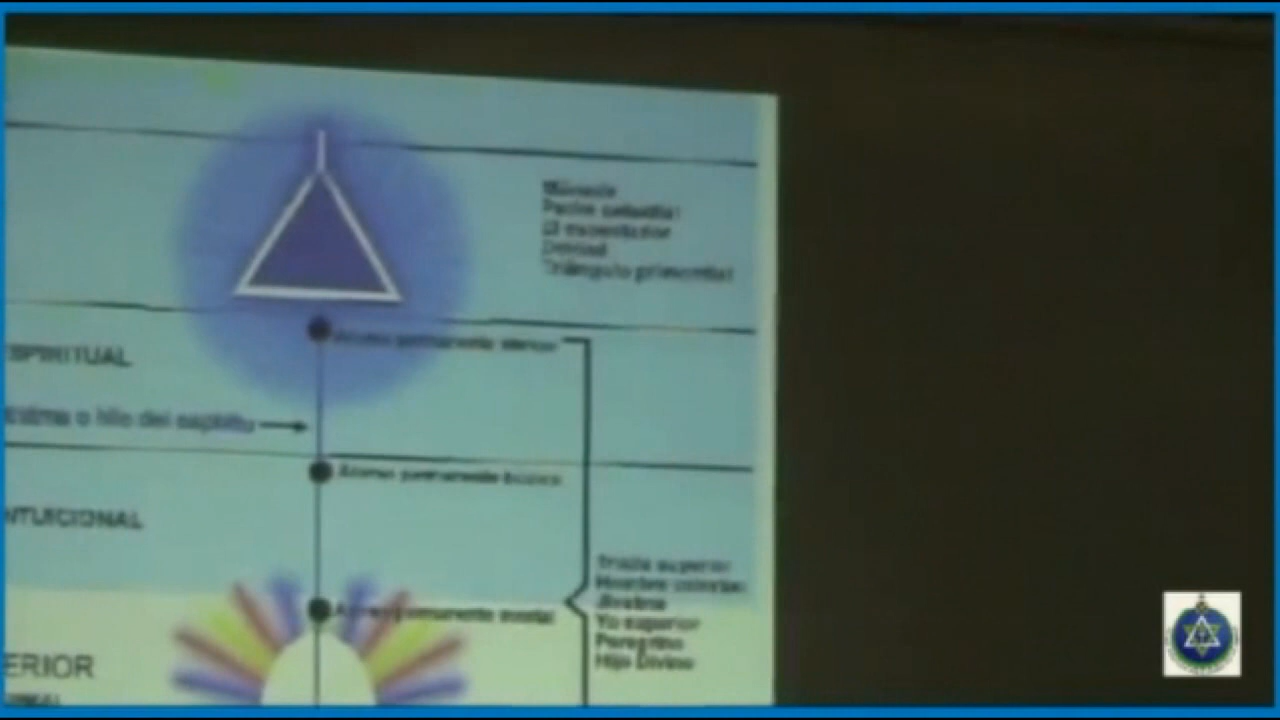 Mónada
Padre celestial
El espectador
Deidad
Triángulo primordial
Átomo permanente átmico
ESPIRITUAL
o hilo del espíritu
Átomo permanente búdico
NTUICIONAL
Tríada superior
Átomo permanente mental
Hombre celestial
Jivatma
Yo superior
Peregrino
ERIOR
Hijo Divino